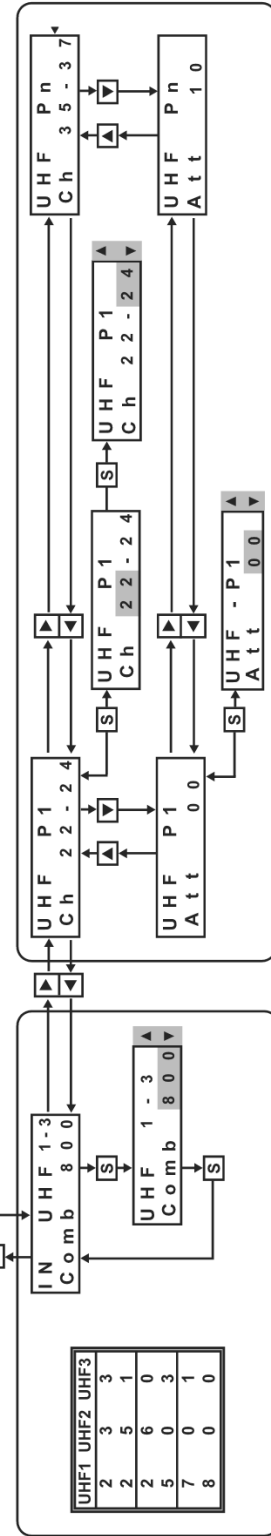 UHF1 UHF2 UHF3
2 3 3
2 5 1
2 6 0
5 0 3
7 0 1
8 0 0
IN UHF 1-3
Comb 800
S
UHF 1-3
Comb 800
S
UHF P1
Ch 22-24
S
UHF P1
Ch 22-24
S
UHF P1
Ch 22-24
UHF P1
Att 00
S
UHF - P1
Att 00
UHF Pn
Ch 35-37
UHF Pn
Att 10